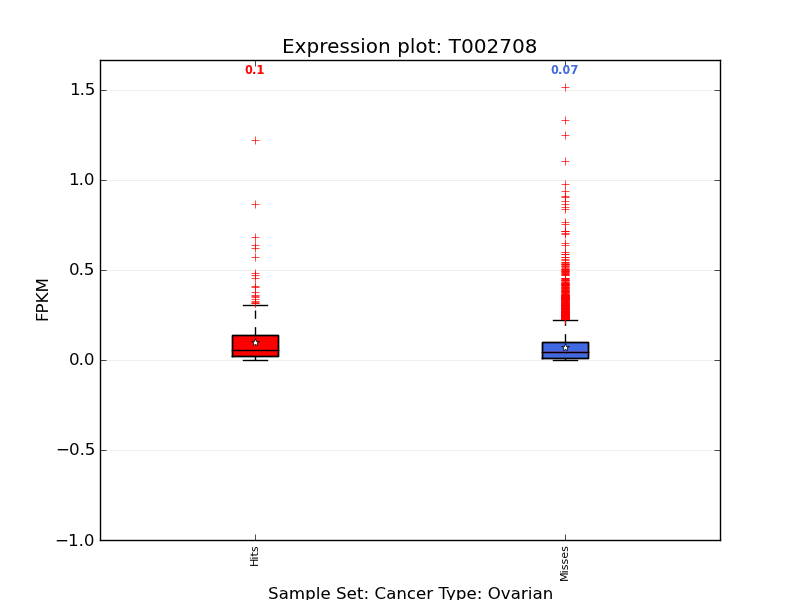 Expression plot: T002708
0.1
0.07
1.5
1.0
0.5
0.0
−0.5
−1.0
FPKM
Hits
Misses
Sample Set: Cancer Type: Ovarian